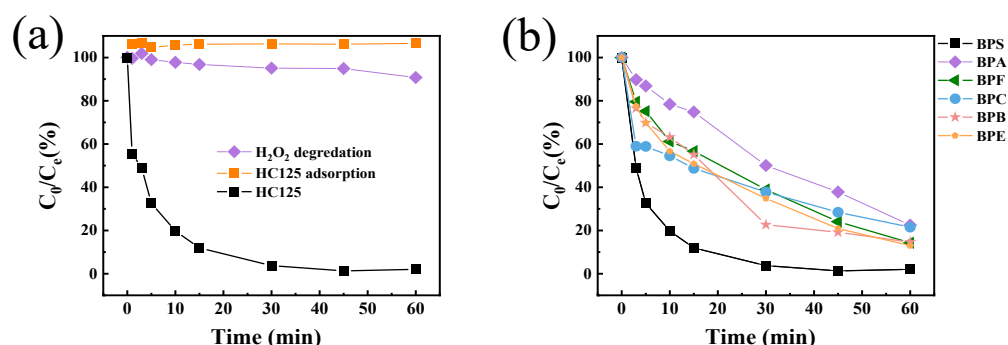 (a)
C₀/Cₑ(%)
100
80
60
40
20
0
H₂O₂ degredation
HC125 adsorption
HC125
0 10 20 30 40 50 60
Time (min)
(b)
C₀/Cₑ(%)
100
80
60
40
20
0
0 10 20 30 40 50 60
Time (min)
BPS
BPA
BPF
BPC
BPB
BPE